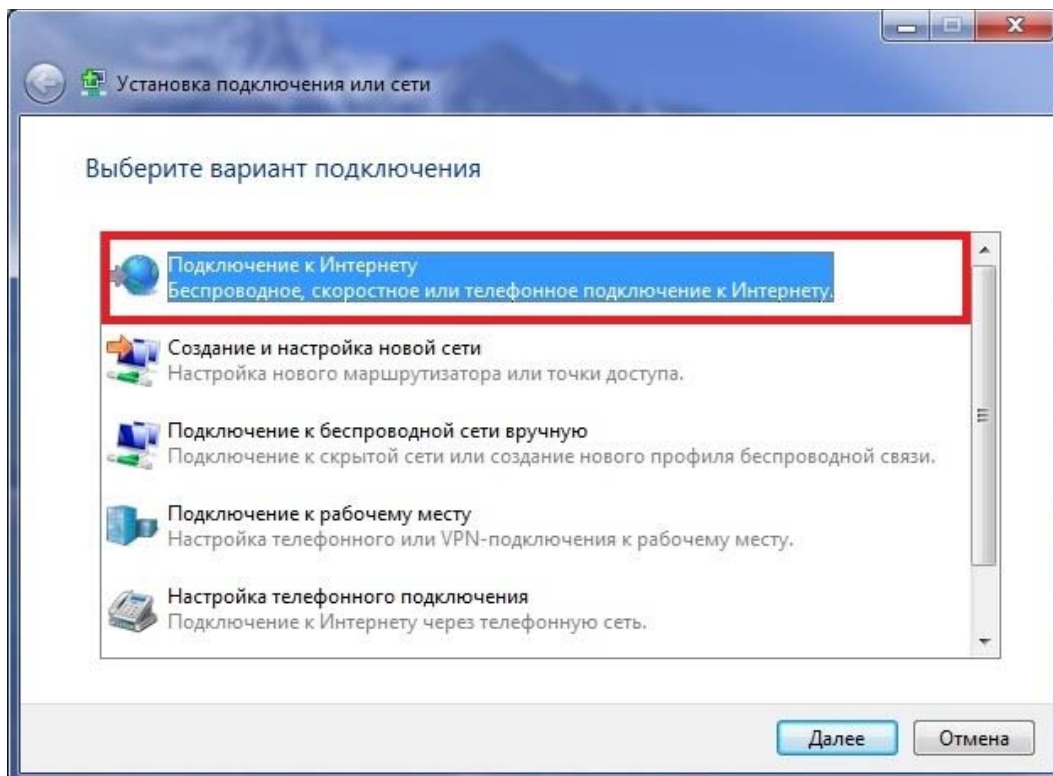 Установка подключения или сети
Выберите вариант подключения
Подключение к Интернету
Беспроводное, скоростное или телефонное подключение к Интернету.
Создание и настройка новой сети
Настройка нового маршрутизатора или точки доступа.
Подключение к беспроводной сети вручную
Подключение к скрытой сети или создание нового профиля беспроводной связи.
Подключение к рабочему месту
Настройка телефонного или VPN-подключения к рабочему месту.
Настройка телефонного подключения
Подключение к Интернету через телефонную сеть.
Далее Отмена